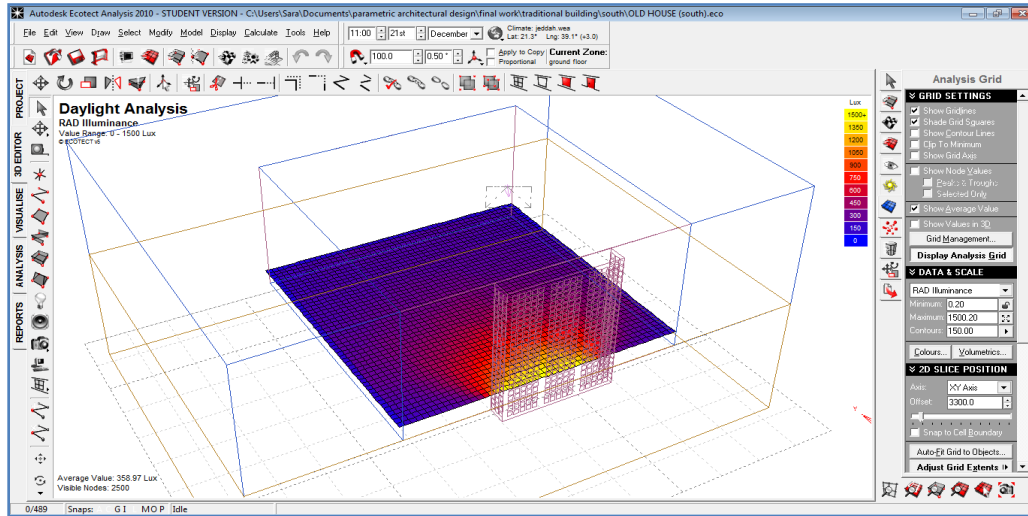 Autodesk Ecotect Analysis 2010 - STUDENT VERSION - C:\Users\Sara\Documents\parametric architectural design\final work\traditional building\south\OLD HOUSE (south).eco
File Edit View Draw Select Modify Model Display Calculate Tools Help
11:00 21st December
Climate: jeddah.wea
Lat: 21.3° Lng: 39.1° (+3.0)
100.0 0.50 °
Apply to Copy
Proportional
Current Zone:
ground floor
PROJECT
3D EDITOR
VISUALISE
ANALYSIS
REPORTS
Daylight Analysis
RAD Illuminance
Value Range: 0 - 1500 Lux
© ECOTECT v5
Lux
1500+
1350
1200
1050
900
750
600
450
300
150
0
Average Value: 358.97 Lux
Visible Nodes: 2500
Analysis Grid
GRID SETTINGS
Show Gridlines
Shade Grid Squares
Show Contour Lines
Clip To Minimum
Show Grid Axis
Show Node Values
Peaks & Troughs
Selected Only
Show Average Value
Show Values in 3D
Grid Management...
Display Analysis Grid
DATA & SCALE
RAD Illuminance
Minimum: 0.20
Maximum: 1500.20
Contours: 150.00
Colours... Volumetrics...
2D SLICE POSITION
Axis: XY Axis
Offset: 3300.0
Snap to Cell Boundary
Auto-Fit Grid to Objects...
Adjust Grid Extents
0/489 Snaps: G I M O P Idle